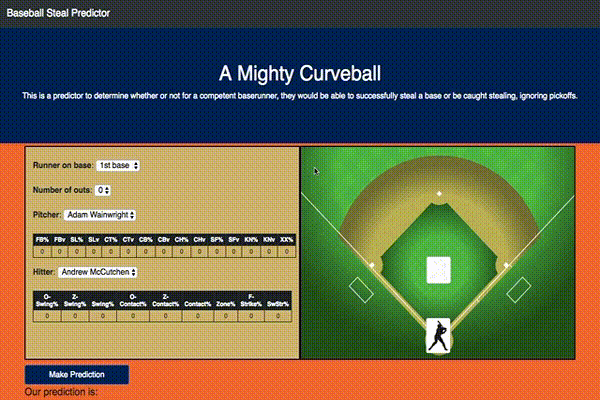 Baseball Steal Predictor
A Mighty Curveball
This is a predictor to determine whether or not for a competent baserunner, they would be able to successfully steal a base or be caught stealing, ignoring pickoffs.
Runner on base: 1st base
Number of outs: 0
Pitcher: Adam Wainwright
FB% FBv SL% SLv CT% CTv CB% CBv CH% CHv SF% SFv KN% KNv XX%
0 0 0 0 0 0 0 0 0 0 0 0 0 0 0
Hitter: Andrew McCutchen
O-Swing% Z-Swing% Swing% O-Contact% Z-Contact% Contact% Zone% F-Strike% SwStr%
0 0 0 0 0 0 0 0 0
Make Prediction
Our prediction is: